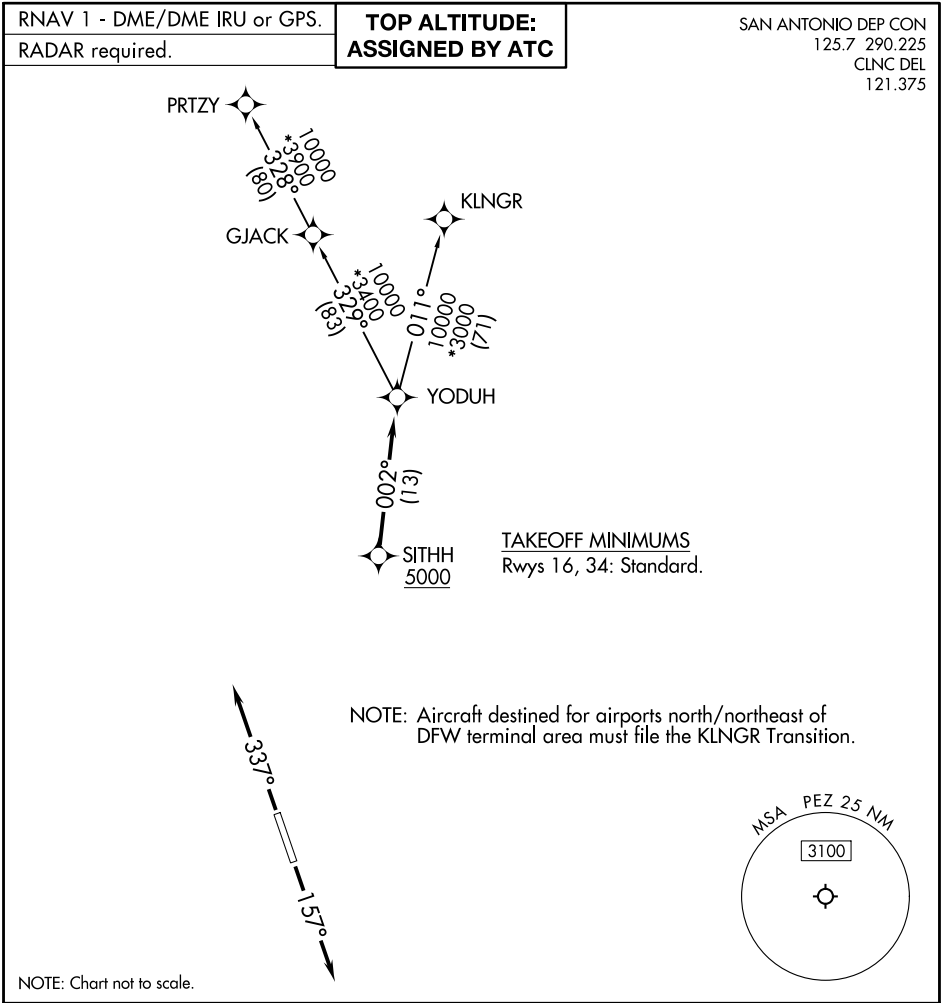 RNAV 1 - DME/DME IRU or GPS.
RADAR required.
TOP ALTITUDE:
ASSIGNED BY ATC
SAN ANTONIO DEP CON
125.7 290.225
CLNC DEL
121.375
PRTZY
10000
*3900
328°
(80)
KLNGR
GJACK
10000
*3400
329°
(83)
011°
10000
*3000
(71)
YODUH
002°
(13)
SITHH
5000
TAKEOFF MINIMUMS
Rwys 16, 34: Standard.
NOTE: Aircraft destined for airports north/northeast of
DFW terminal area must file the KLNGR Transition.
337°
157°
MSA PEZ 25 NM
3100
NOTE: Chart not to scale.